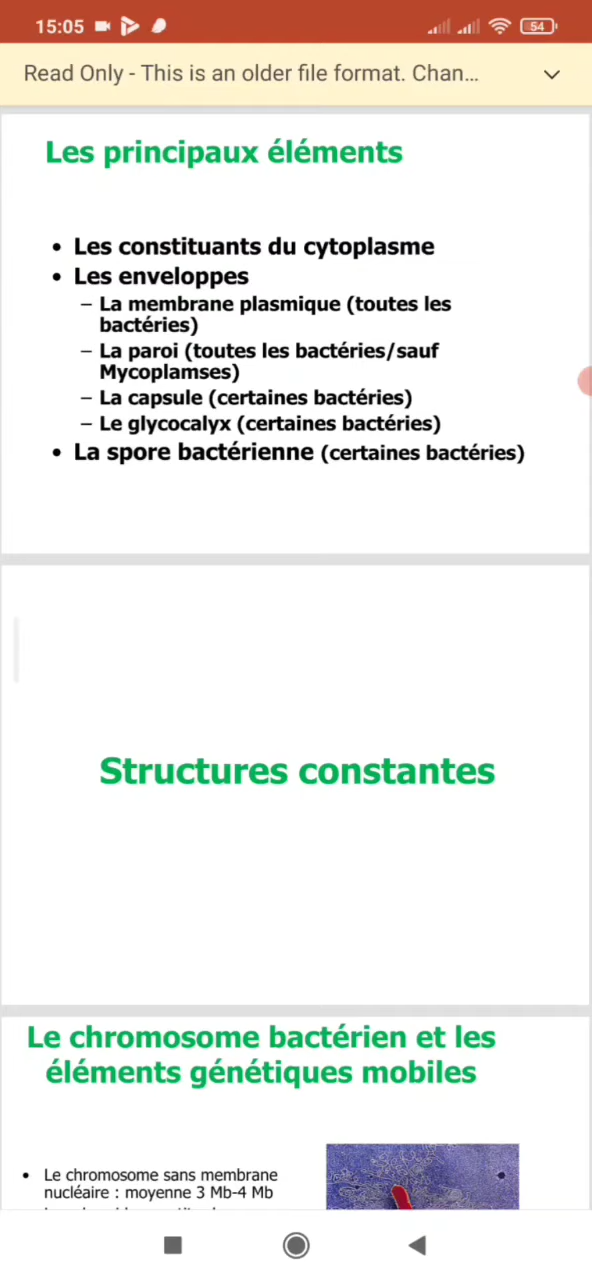 15:05
54
Read Only - This is an older file format. Chan...
Les principaux éléments
• Les constituants du cytoplasme
• Les enveloppes
– La membrane plasmique (toutes les
bactéries)
– La paroi (toutes les bactéries/sauf
Mycoplamses)
– La capsule (certaines bactéries)
– Le glycocalyx (certaines bactéries)
• La spore bactérienne (certaines bactéries)
Structures constantes
Le chromosome bactérien et les
éléments génétiques mobiles
• Le chromosome sans membrane
nucléaire : moyenne 3 Mb-4 Mb